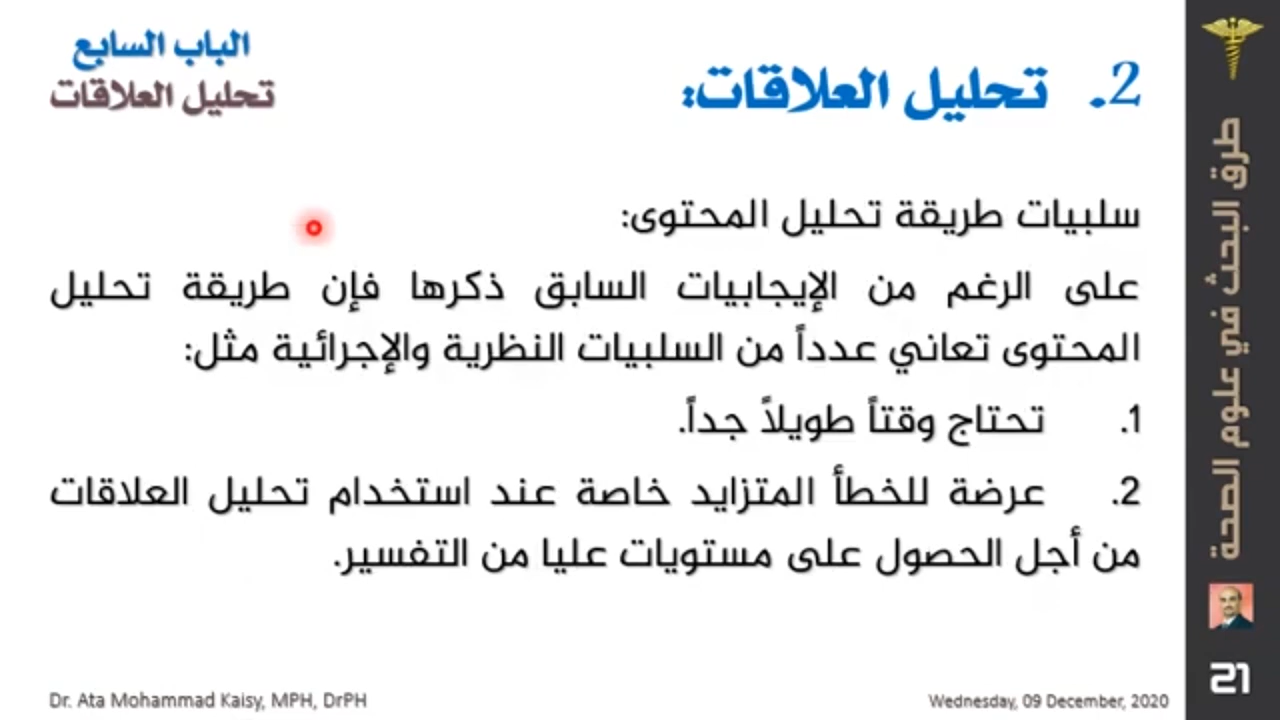 الباب السابع
تحليل العلاقات
2. تحليل العلاقات:
سلبيات طريقة تحليل المحتوى:
على الرغم من الإيجابيات السابق ذكرها فإن طريقة تحليل
المحتوى تعاني عدداً من السلبيات النظرية والإجرائية مثل:
1. تحتاج وقتاً طويلاً جداً.
2. عرضة للخطأ المتزايد خاصة عند استخدام تحليل العلاقات
من أجل الحصول على مستويات عليا من التفسير.
طرق البحث في علوم الصحة
21
Dr. Ata Mohammad Kaisy, MPH, DrPH
Wednesday, 09 December, 2020